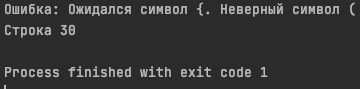 Ошибка: Ожидался символ {. Неверный символ (
Строка 30
Process finished with exit code 1